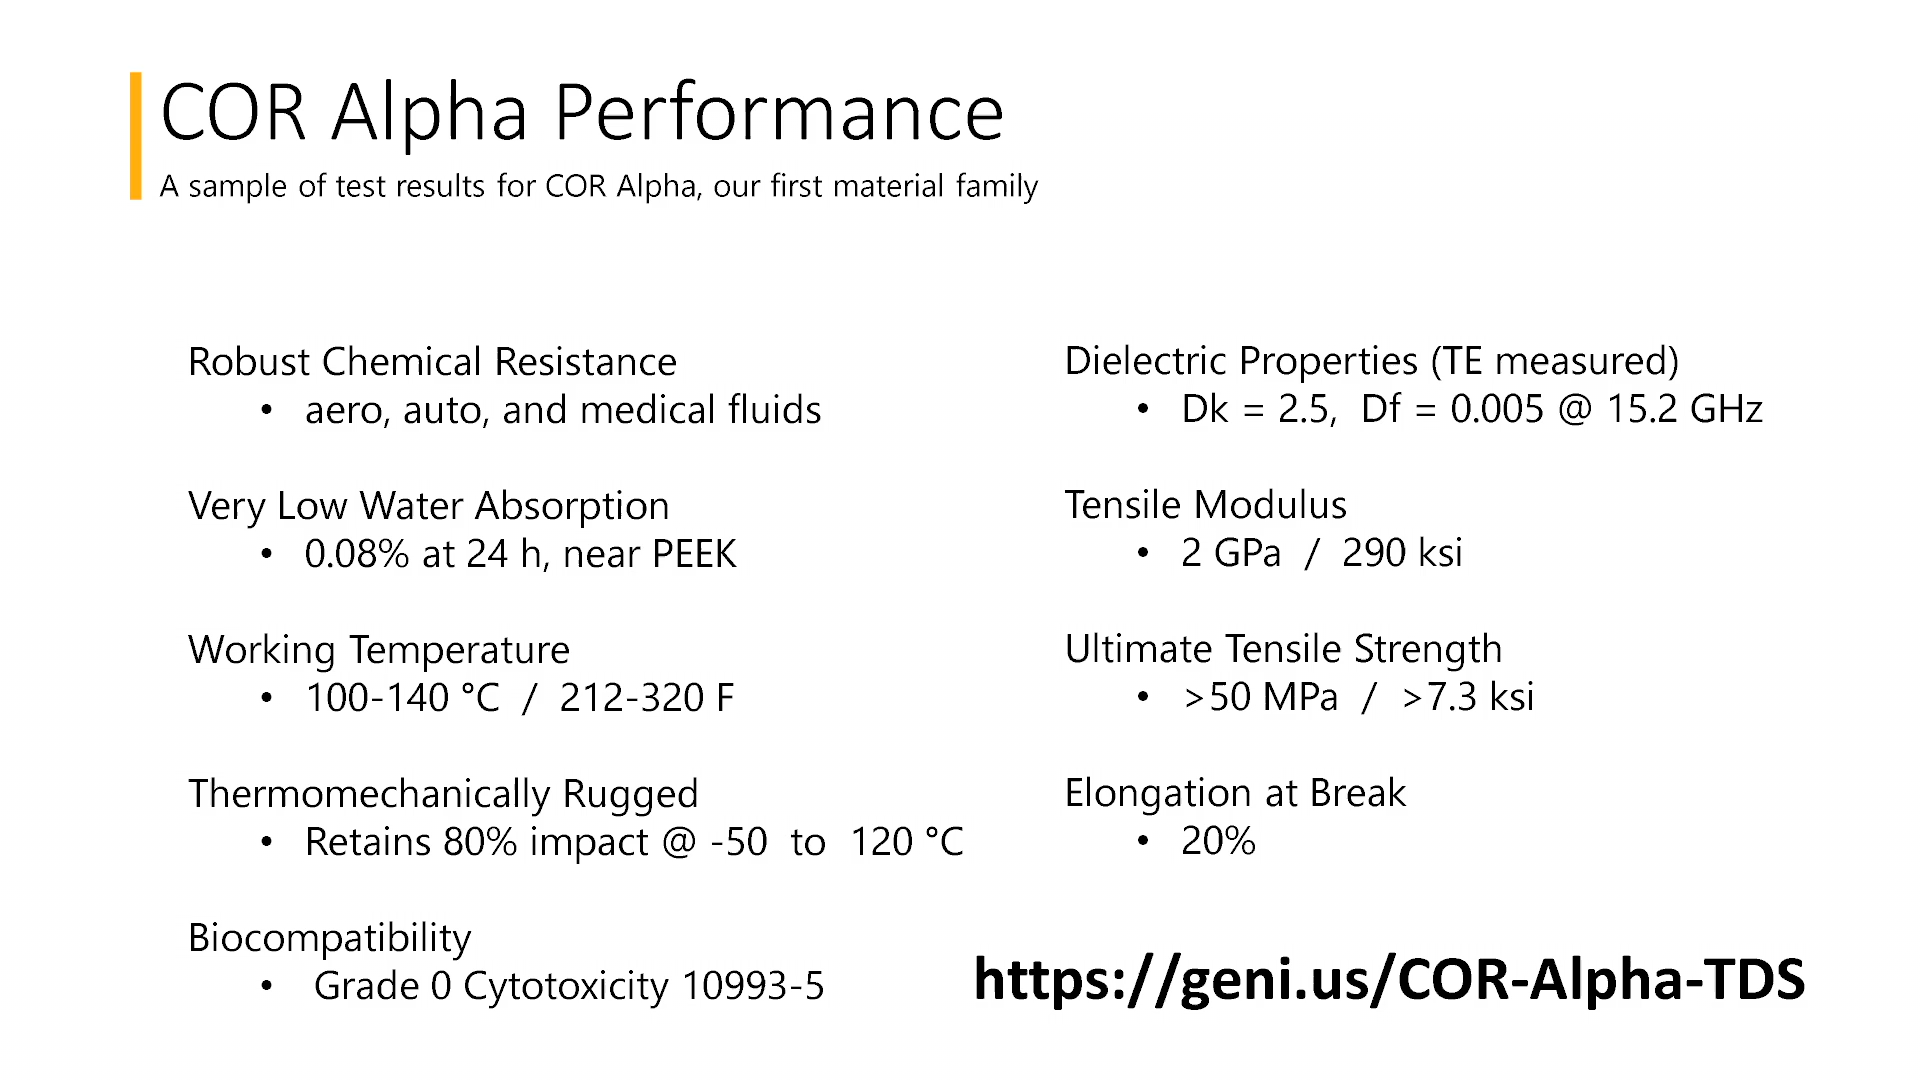 COR Alpha Performance
A sample of test results for COR Alpha, our first material family
Robust Chemical Resistance
• aero, auto, and medical fluids
Very Low Water Absorption
• 0.08% at 24 h, near PEEK
Working Temperature
• 100-140 °C / 212-320 F
Thermomechanically Rugged
• Retains 80% impact @ -50 to 120 °C
Biocompatibility
• Grade 0 Cytotoxicity 10993-5
Dielectric Properties (TE measured)
• Dk = 2.5, Df = 0.005 @ 15.2 GHz
Tensile Modulus
• 2 GPa / 290 ksi
Ultimate Tensile Strength
• >50 MPa / >7.3 ksi
Elongation at Break
• 20%
https://geni.us/COR-Alpha-TDS